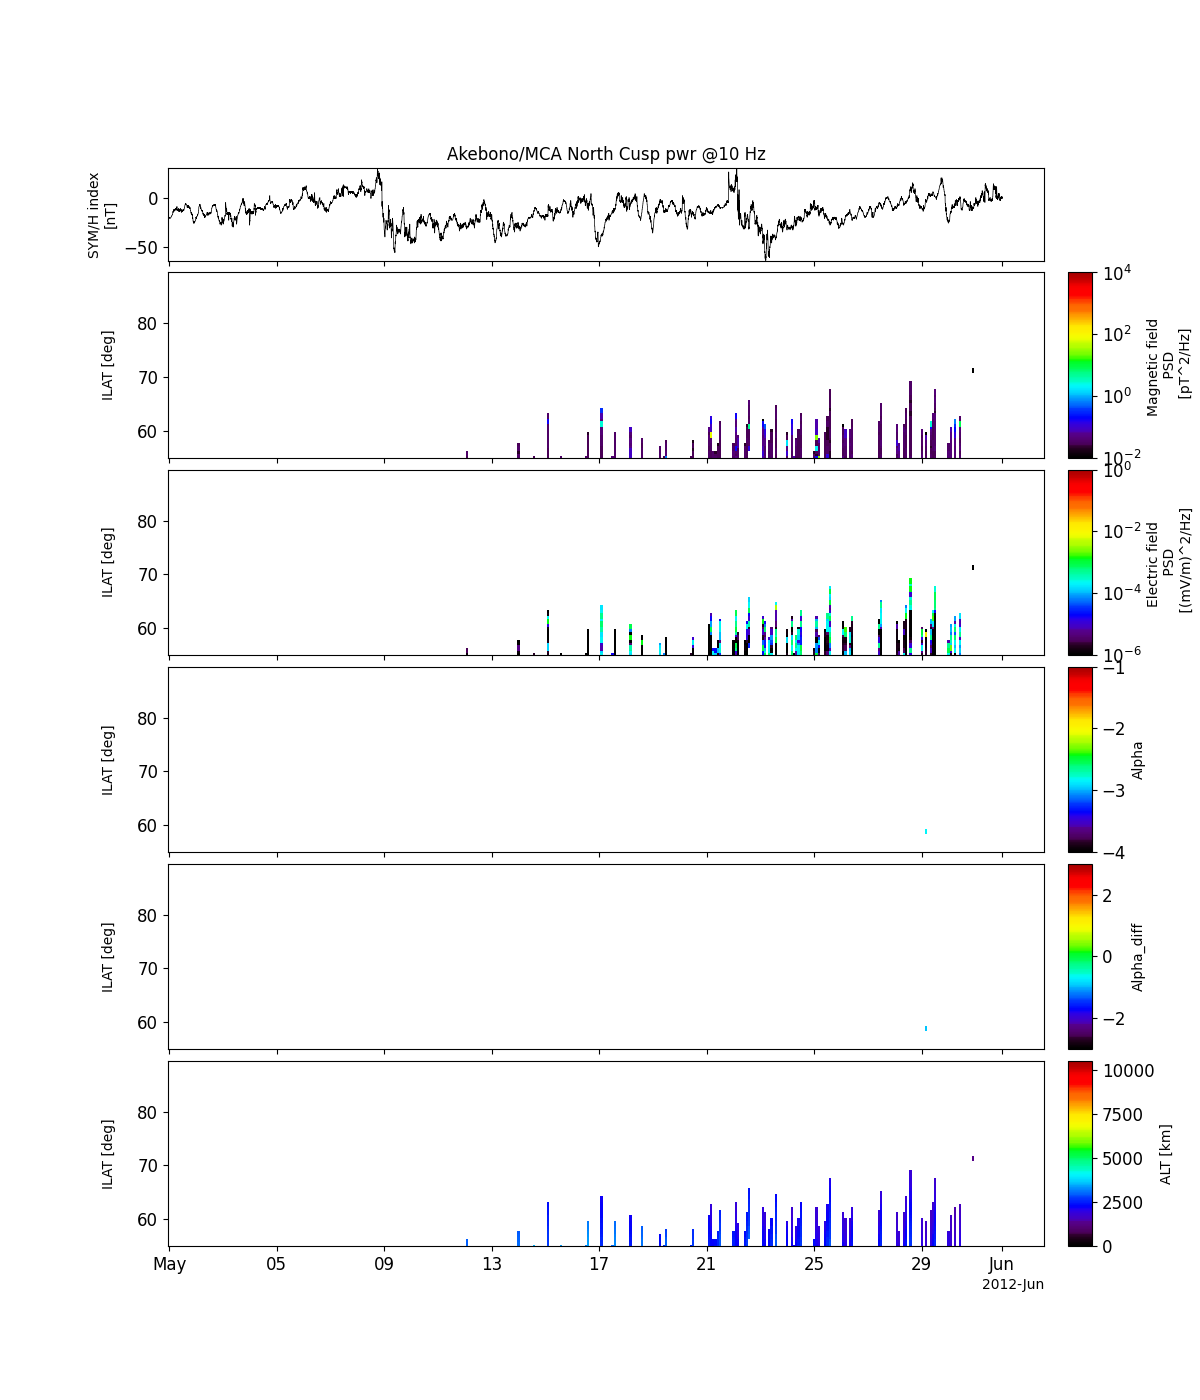 Akebono/MCA North Cusp pwr @10 Hz
SYM/H index
[nT]
0
−50
ILAT [deg]
80
70
60
10^4
10^2
10^0
10^-2
Magnetic field
PSD
[pT^2/Hz]
ILAT [deg]
80
70
60
10^0
10^-2
10^-4
10^-6
Electric field
PSD
[(mV/m)^2/Hz]
ILAT [deg]
80
70
60
−1
−2
−3
−4
Alpha
ILAT [deg]
80
70
60
2
0
−2
Alpha_diff
ILAT [deg]
80
70
60
10000
7500
5000
2500
0
ALT [km]
May 05 09 13 17 21 25 29 Jun
2012-Jun